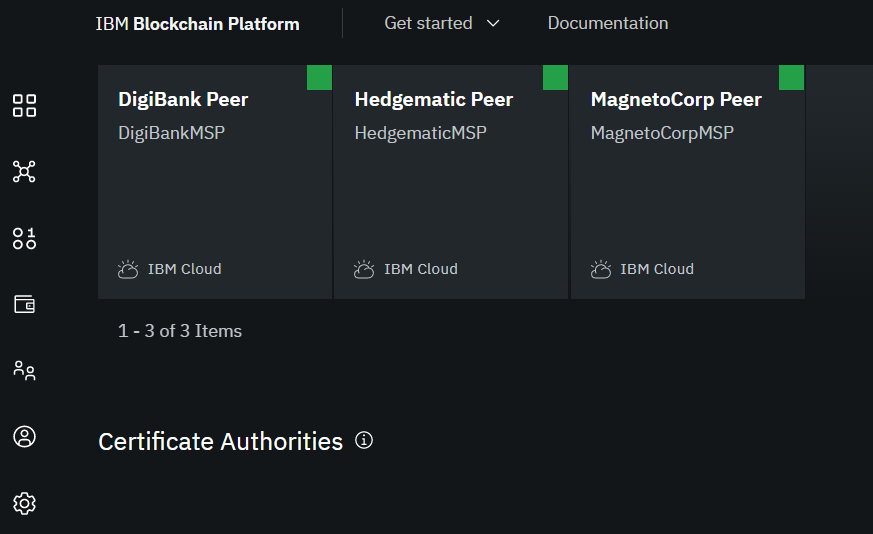 IBM Blockchain Platform
Get started
Documentation
DigiBank Peer
DigiBankMSP
IBM Cloud
Hedgematic Peer
HedgematicMSP
IBM Cloud
MagnetoCorp Peer
MagnetoCorpMSP
IBM Cloud
1 - 3 of 3 Items
Certificate Authorities